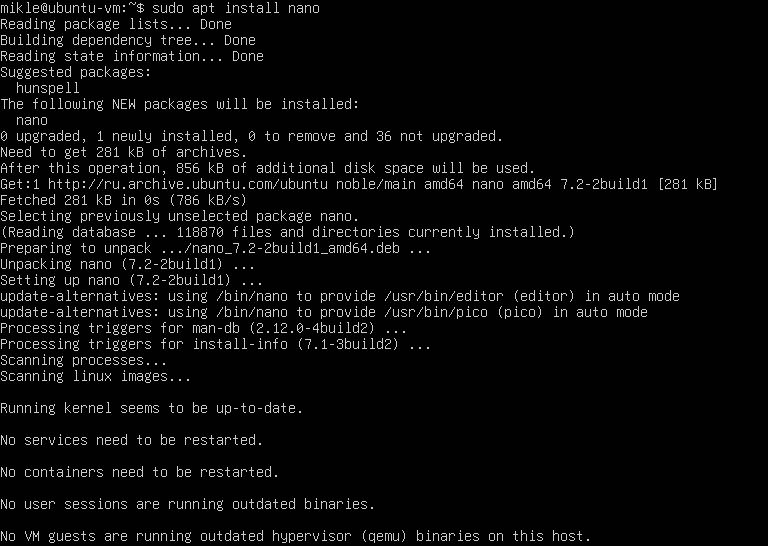 mikle@ubuntu-vm:~$ sudo apt install nano
Reading package lists... Done
Building dependency tree... Done
Reading state information... Done
Suggested packages:
  hunspell
The following NEW packages will be installed:
  nano
0 upgraded, 1 newly installed, 0 to remove and 36 not upgraded.
Need to get 281 kB of archives.
After this operation, 856 kB of additional disk space will be used.
Get:1 http://ru.archive.ubuntu.com/ubuntu noble/main amd64 nano amd64 7.2-2build1 [281 kB]
Fetched 281 kB in 0s (786 kB/s)
Selecting previously unselected package nano.
(Reading database ... 118870 files and directories currently installed.)
Preparing to unpack .../nano_7.2-2build1_amd64.deb ...
Unpacking nano (7.2-2build1) ...
Setting up nano (7.2-2build1) ...
update-alternatives: using /bin/nano to provide /usr/bin/editor (editor) in auto mode
update-alternatives: using /bin/nano to provide /usr/bin/pico (pico) in auto mode
Processing triggers for man-db (2.12.0-4build2) ...
Processing triggers for install-info (7.1-3build2) ...
Scanning processes...
Scanning linux images...
Running kernel seems to be up-to-date.
No services need to be restarted.
No containers need to be restarted.
No user sessions are running outdated binaries.
No VM guests are running outdated hypervisor (qemu) binaries on this host.